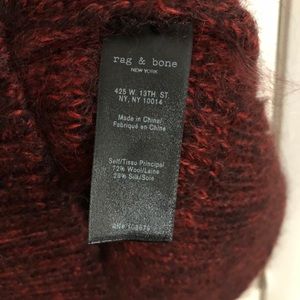 rag & bone
NEW YORK
425 W. 13TH ST.
NY, NY 10014
Made in China/
Fabriqué en Chine
Self/Tissu Principal
72% Wool/Laine
28% Silk/Soie